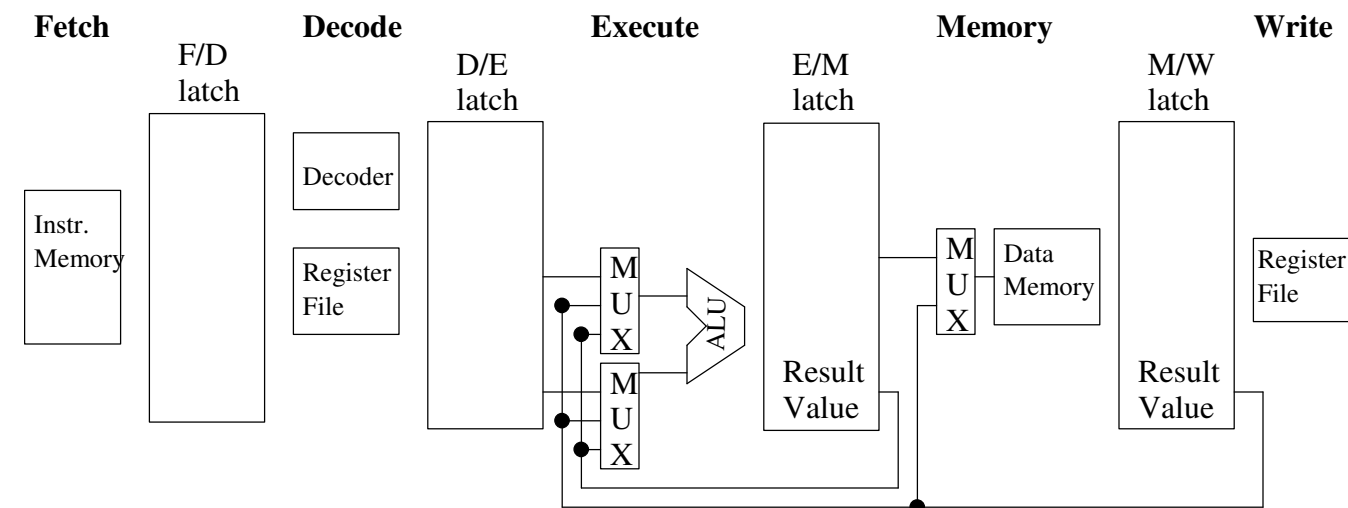 Fetch
Decode
Execute
Memory
Write
F/D
latch
D/E
latch
E/M
latch
M/W
latch
Instr.
Memory
Decoder
Register
File
M
U
X
M
U
X
ALU
Result
Value
M
U
X
Data
Memory
Result
Value
Register
File